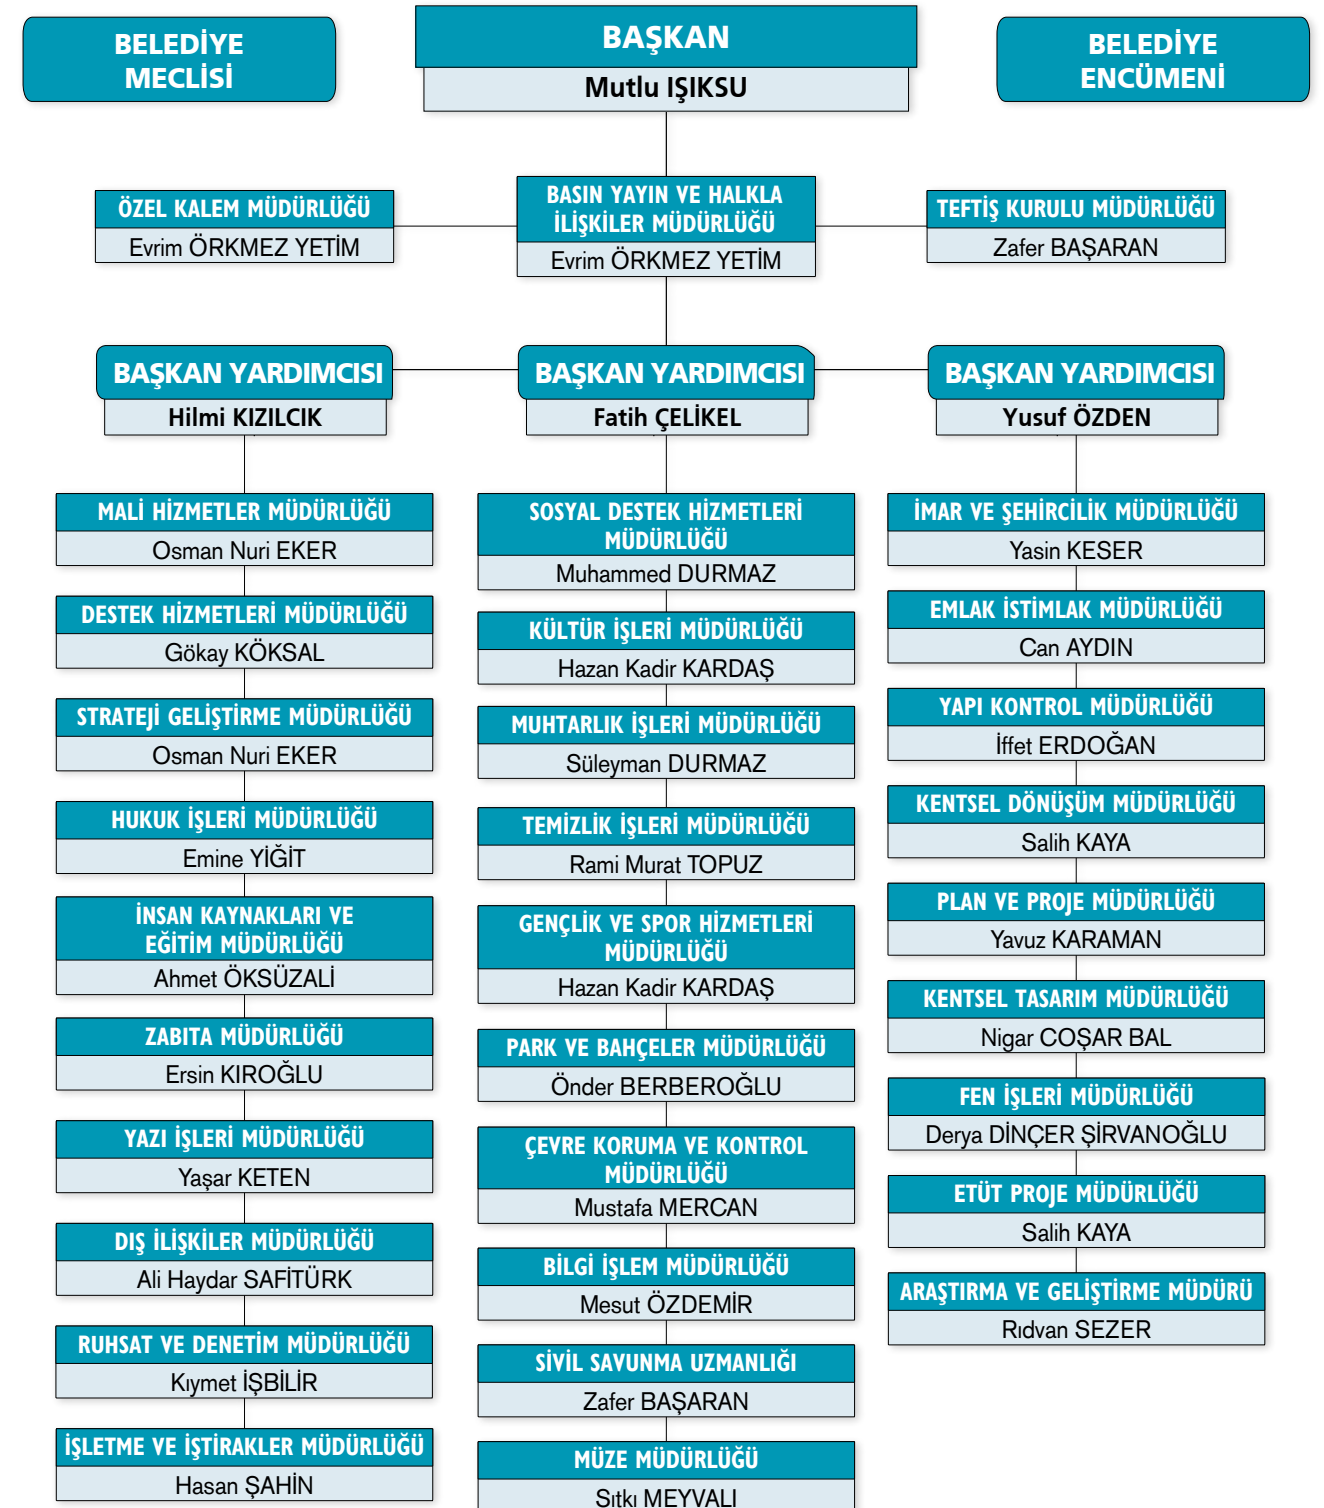 BELEDİYE
MECLİSİ
BAŞKAN
Mutlu IŞIKSU
BELEDİYE
ENCÜMENİ
ÖZEL KALEM MÜDÜRLÜĞÜ
Evrim ÖRKMEZ YETİM
BASIN YAYIN VE HALKLA
İLİŞKİLER MÜDÜRLÜĞÜ
Evrim ÖRKMEZ YETİM
TEFTİŞ KURULU MÜDÜRLÜĞÜ
Zafer BAŞARAN
BAŞKAN YARDIMCISI
Hilmi KIZILCIK
BAŞKAN YARDIMCISI
Fatih ÇELİKEL
BAŞKAN YARDIMCISI
Yusuf ÖZDEN
MALİ HİZMETLER MÜDÜRLÜĞÜ
Osman Nuri EKER
DESTEK HİZMETLERİ MÜDÜRLÜĞÜ
Gökay KÖKSAL
STRATEJİ GELİŞTİRME MÜDÜRLÜĞÜ
Osman Nuri EKER
HUKUK İŞLERİ MÜDÜRLÜĞÜ
Emine YİĞİT
İNSAN KAYNAKLARI VE
EĞİTİM MÜDÜRLÜĞÜ
Ahmet ÖKSÜZALİ
ZABITA MÜDÜRLÜĞÜ
Ersin KIROĞLU
YAZI İŞLERİ MÜDÜRLÜĞÜ
Yaşar KETEN
DIŞ İLİŞKİLER MÜDÜRLÜĞÜ
Ali Haydar SAFİTÜRK
RUHSAT VE DENETİM MÜDÜRLÜĞÜ
Kıymet İŞBİLİR
İŞLETME VE İŞTİRAKLER MÜDÜRLÜĞÜ
Hasan ŞAHİN
SOSYAL DESTEK HİZMETLERİ
MÜDÜRLÜĞÜ
Muhammed DURMAZ
KÜLTÜR İŞLERİ MÜDÜRLÜĞÜ
Hazan Kadir KARDAŞ
MUHTARLIK İŞLERİ MÜDÜRLÜĞÜ
Süleyman DURMAZ
TEMİZLİK İŞLERİ MÜDÜRLÜĞÜ
Rami Murat TOPUZ
GENÇLİK VE SPOR HİZMETLERİ
MÜDÜRLÜĞÜ
Hazan Kadir KARDAŞ
PARK VE BAHÇELER MÜDÜRLÜĞÜ
Önder BERBEROĞLU
ÇEVRE KORUMA VE KONTROL
MÜDÜRLÜĞÜ
Mustafa MERCAN
BİLGİ İŞLEM MÜDÜRLÜĞÜ
Mesut ÖZDEMİR
SİVİL SAVUNMA UZMANLIĞI
Zafer BAŞARAN
MÜZE MÜDÜRLÜĞÜ
Sıtkı MEYVALI
İMAR VE ŞEHİRCİLİK MÜDÜRLÜĞÜ
Yasin KESER
EMLAK İSTİMLAK MÜDÜRLÜĞÜ
Can AYDIN
YAPI KONTROL MÜDÜRLÜĞÜ
İffet ERDOĞAN
KENTSEL DÖNÜŞÜM MÜDÜRLÜĞÜ
Salih KAYA
PLAN VE PROJE MÜDÜRLÜĞÜ
Yavuz KARAMAN
KENTSEL TASARIM MÜDÜRLÜĞÜ
Nigar COŞAR BAL
FEN İŞLERİ MÜDÜRLÜĞÜ
Derya DİNÇER ŞİRVANOĞLU
ETÜT PROJE MÜDÜRLÜĞÜ
Salih KAYA
ARAŞTIRMA VE GELİŞTİRME MÜDÜRÜ
Rıdvan SEZER